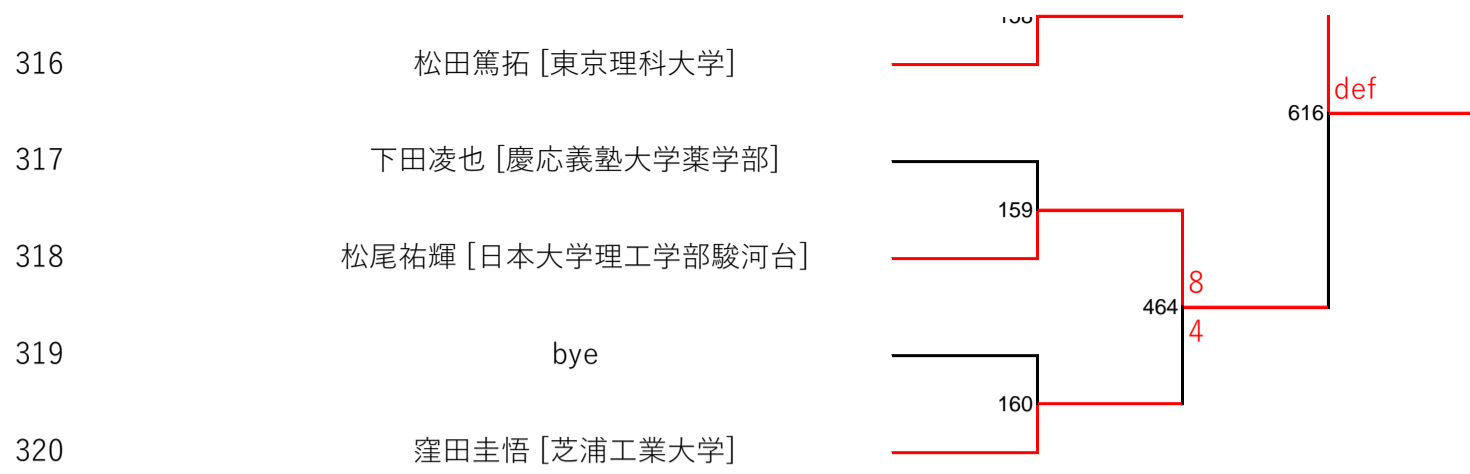 316 松田篤拓 [東京理科大学]
def
616
317 下田凌也 [慶応義塾大学薬学部]
159
318 松尾祐輝 [日本大学理工学部駿河台]
8
464
4
319 bye
160
320 窪田圭悟 [芝浦工業大学]